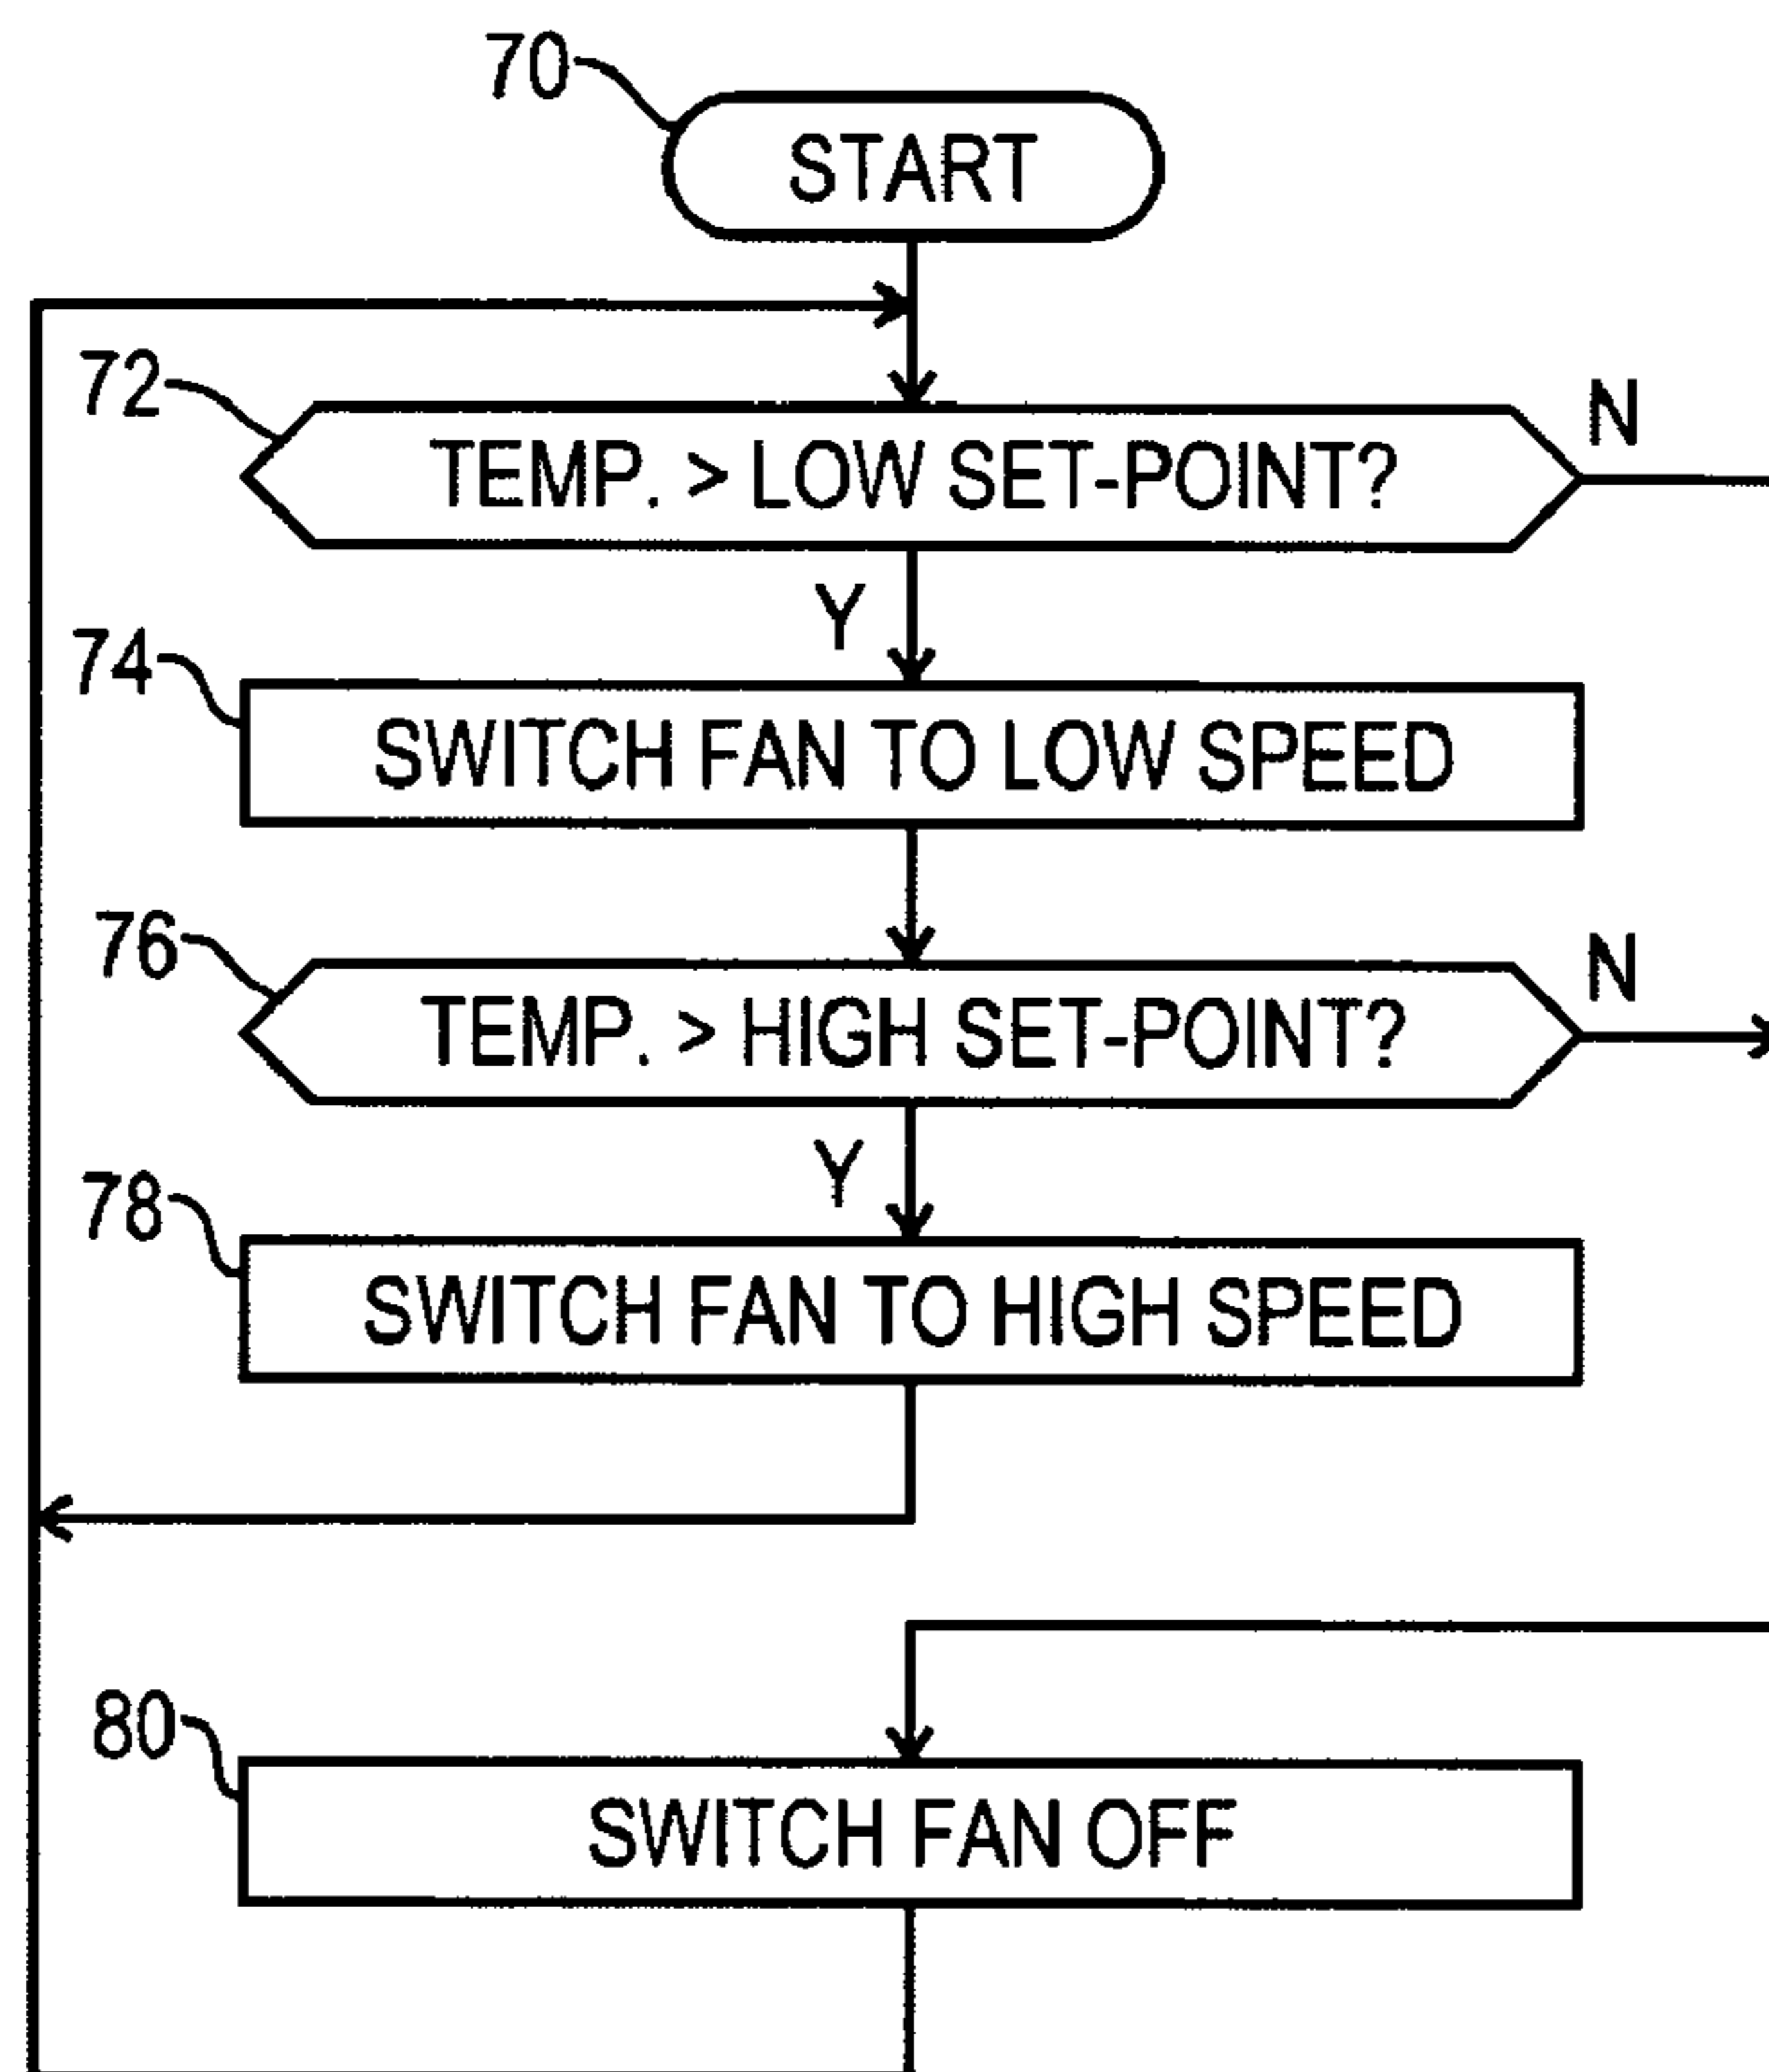 70
START
72
TEMP. > LOW SET-POINT?
N
Y
74
SWITCH FAN TO LOW SPEED
76
TEMP. > HIGH SET-POINT?
N
Y
78
SWITCH FAN TO HIGH SPEED
80
SWITCH FAN OFF